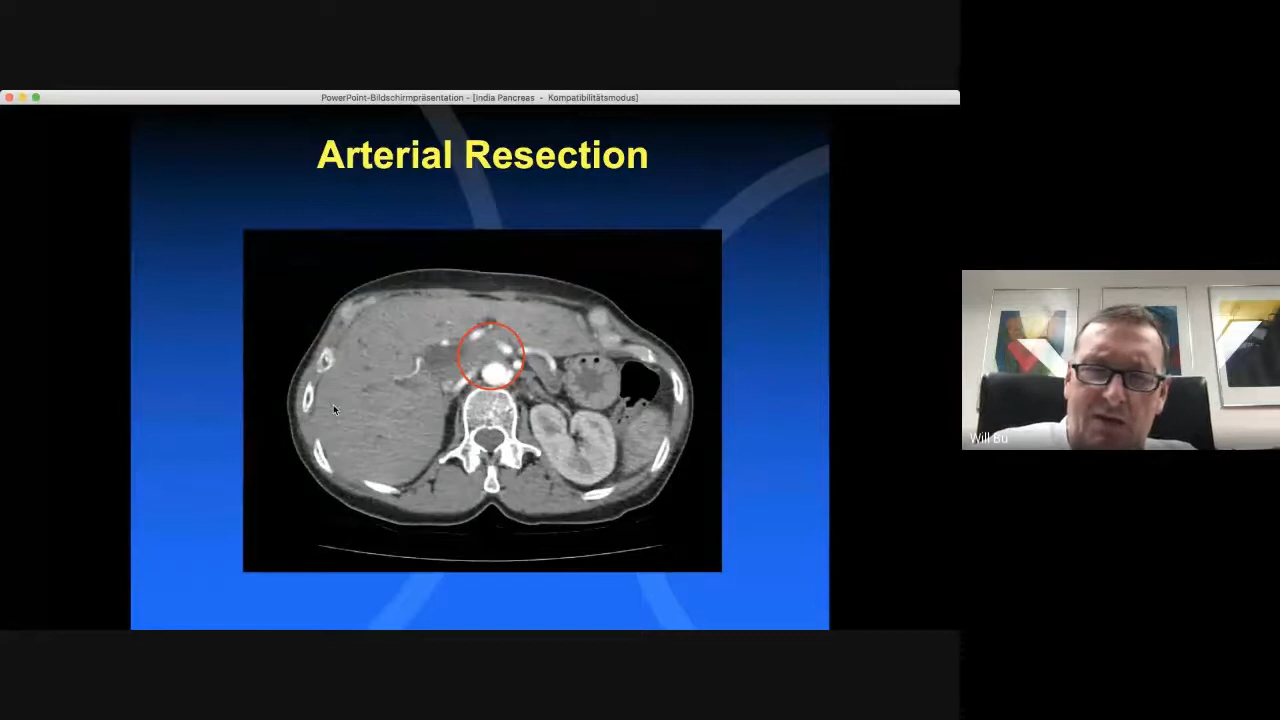 PowerPoint-Bildschirmpräsentation - [India Pancreas - Kompatibilitätsmodus]
Arterial Resection
Will Bu